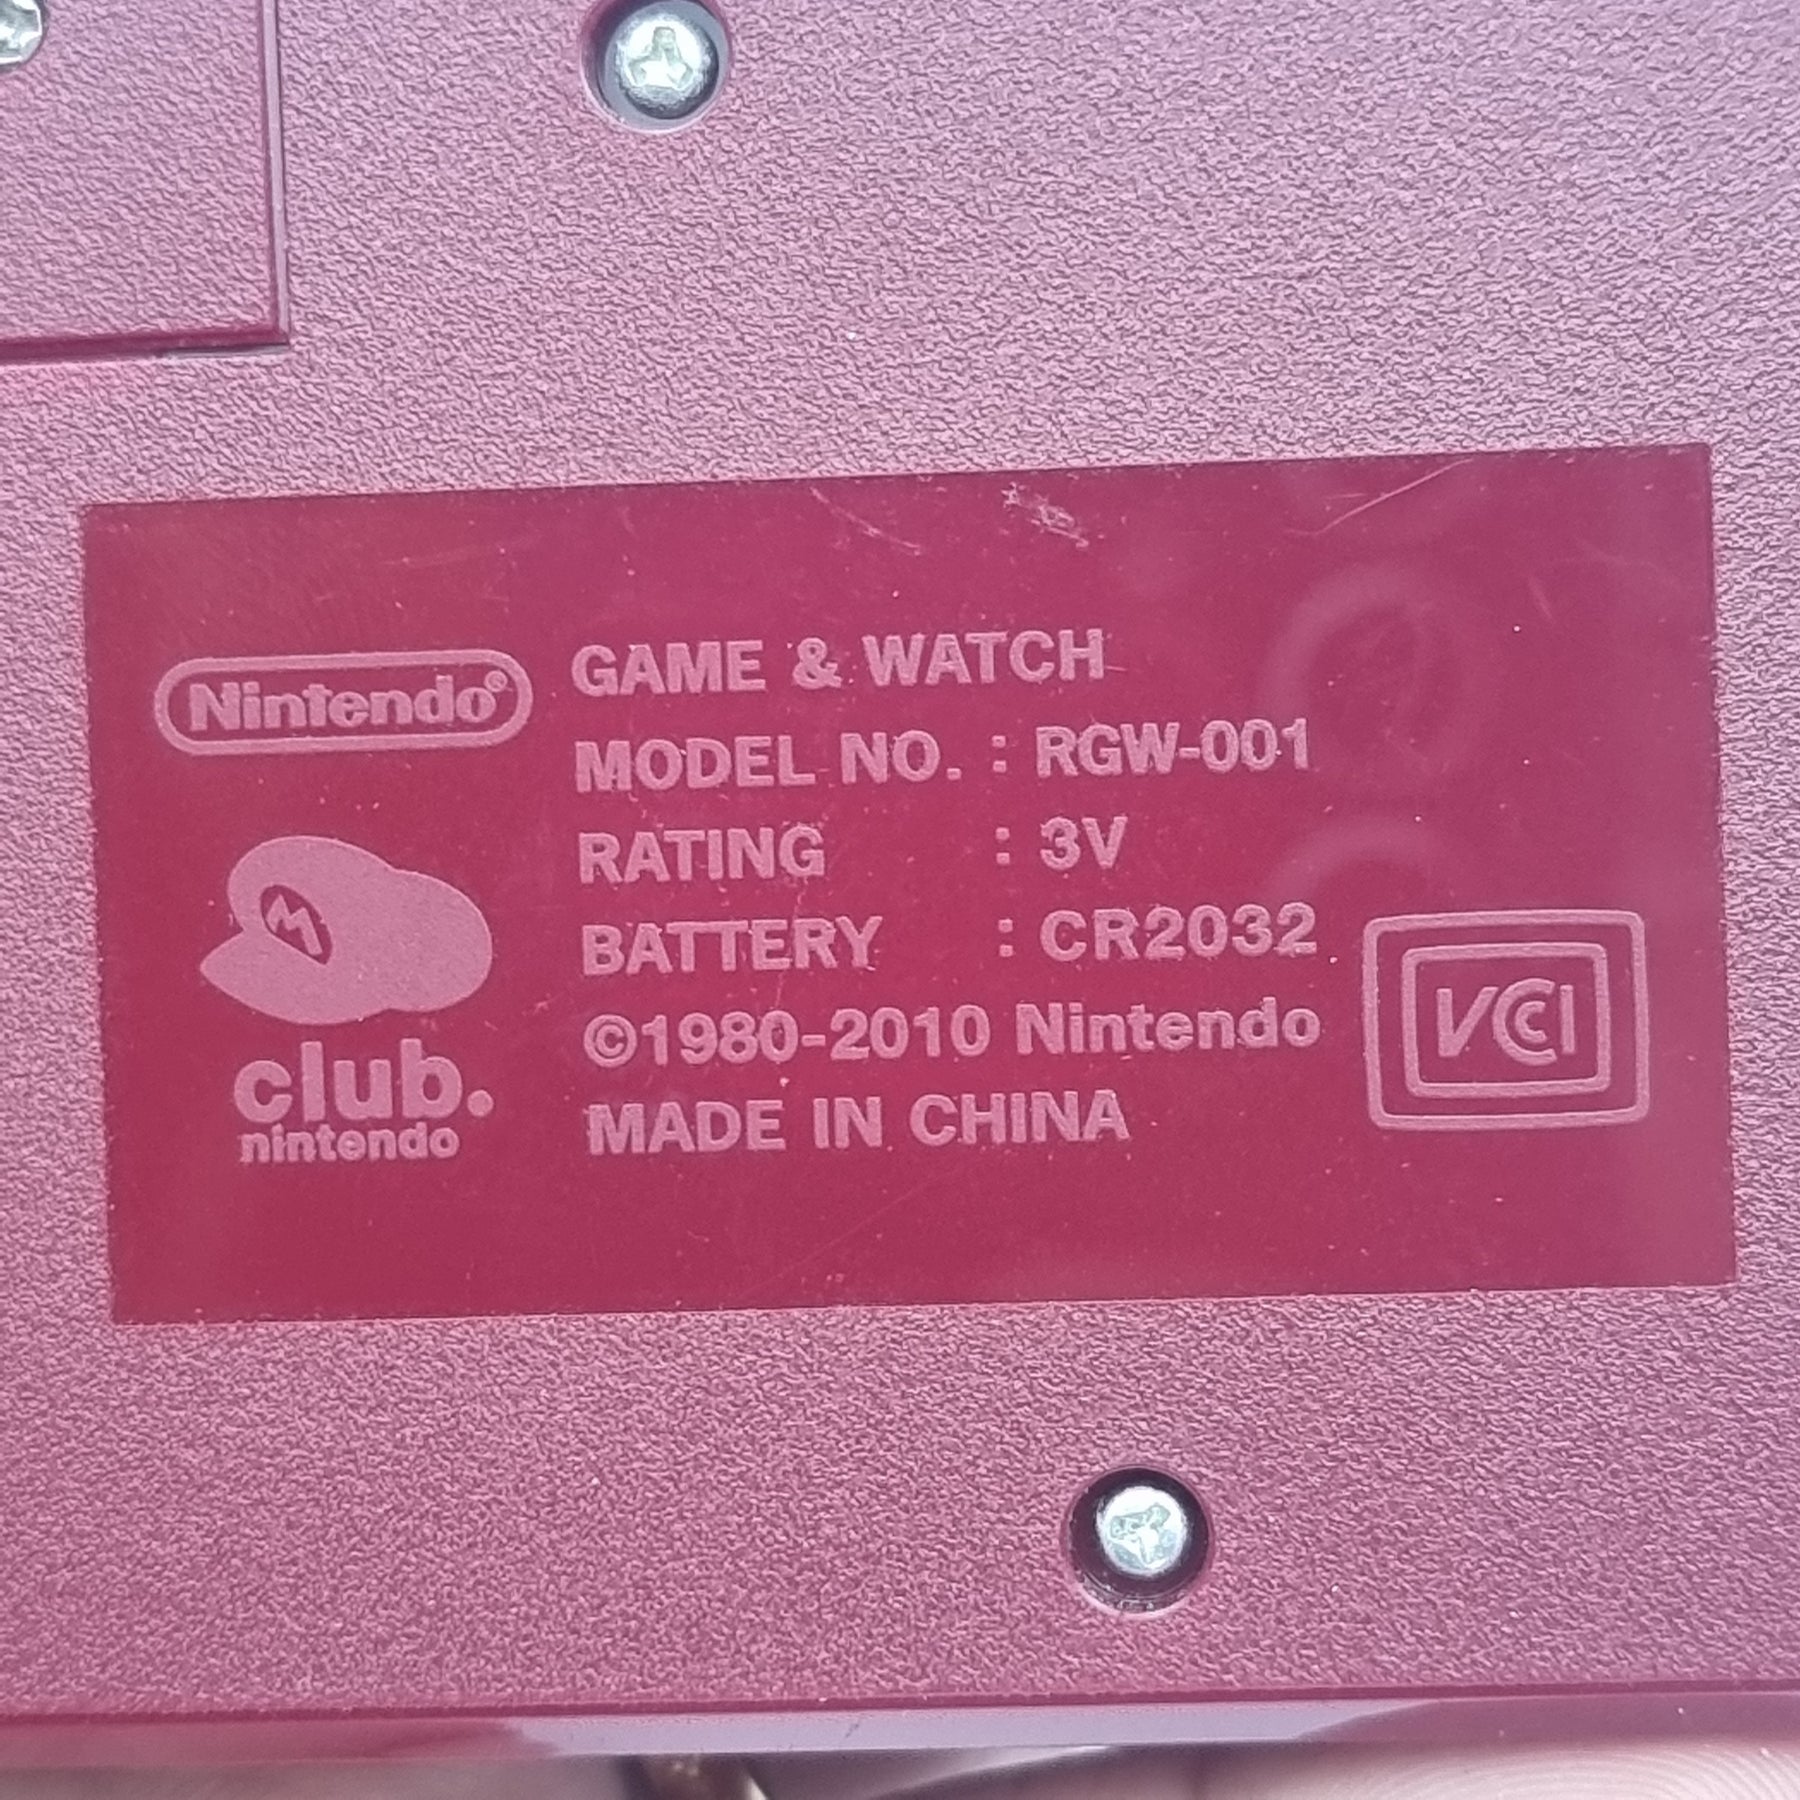 Nintendo®
GAME & WATCH
MODEL NO. : RGW-001
RATING : 3V
BATTERY : CR2032
©1980-2010 Nintendo
MADE IN CHINA
M
club.
nintendo
VCCI